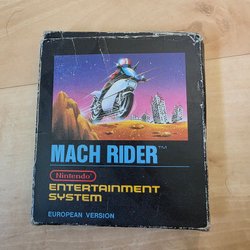 MACH RIDER™
Nintendo®
ENTERTAINMENT
SYSTEM
EUROPEAN VERSION